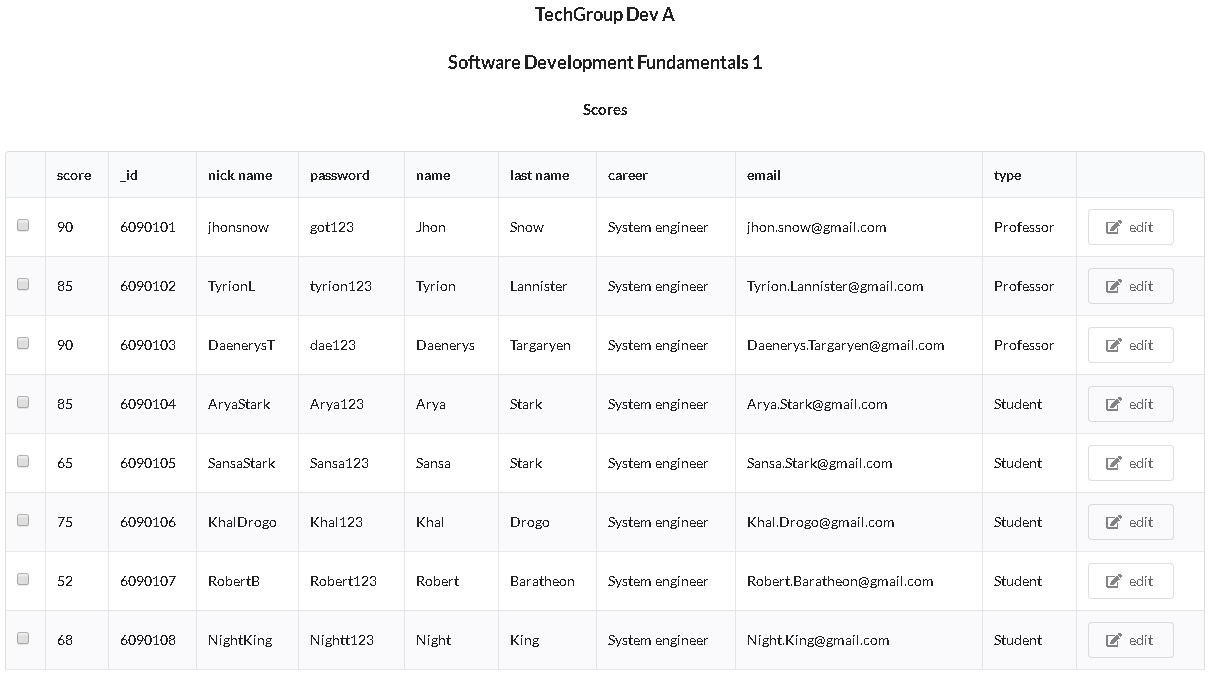 TechGroup Dev A
Software Development Fundamentals 1
Scores
score _id nick name password name last name career email type
90 6090101 jhonsnow got123 Jhon Snow System engineer jhon.snow@gmail.com Professor edit
85 6090102 TyrionL tyrion123 Tyrion Lannister System engineer Tyrion.Lannister@gmail.com Professor edit
90 6090103 DaenerysT dae123 Daenerys Targaryen System engineer Daenerys.Targaryen@gmail.com Professor edit
85 6090104 AryaStark Arya123 Arya Stark System engineer Arya.Stark@gmail.com Student edit
65 6090105 SansaStark Sansa123 Sansa Stark System engineer Sansa.Stark@gmail.com Student edit
75 6090106 KhalDrogo Khal123 Khal Drogo System engineer Khal.Drogo@gmail.com Student edit
52 6090107 RobertB Robert123 Robert Baratheon System engineer Robert.Baratheon@gmail.com Student edit
68 6090108 NightKing Nightt123 Night King System engineer Night.King@gmail.com Student edit